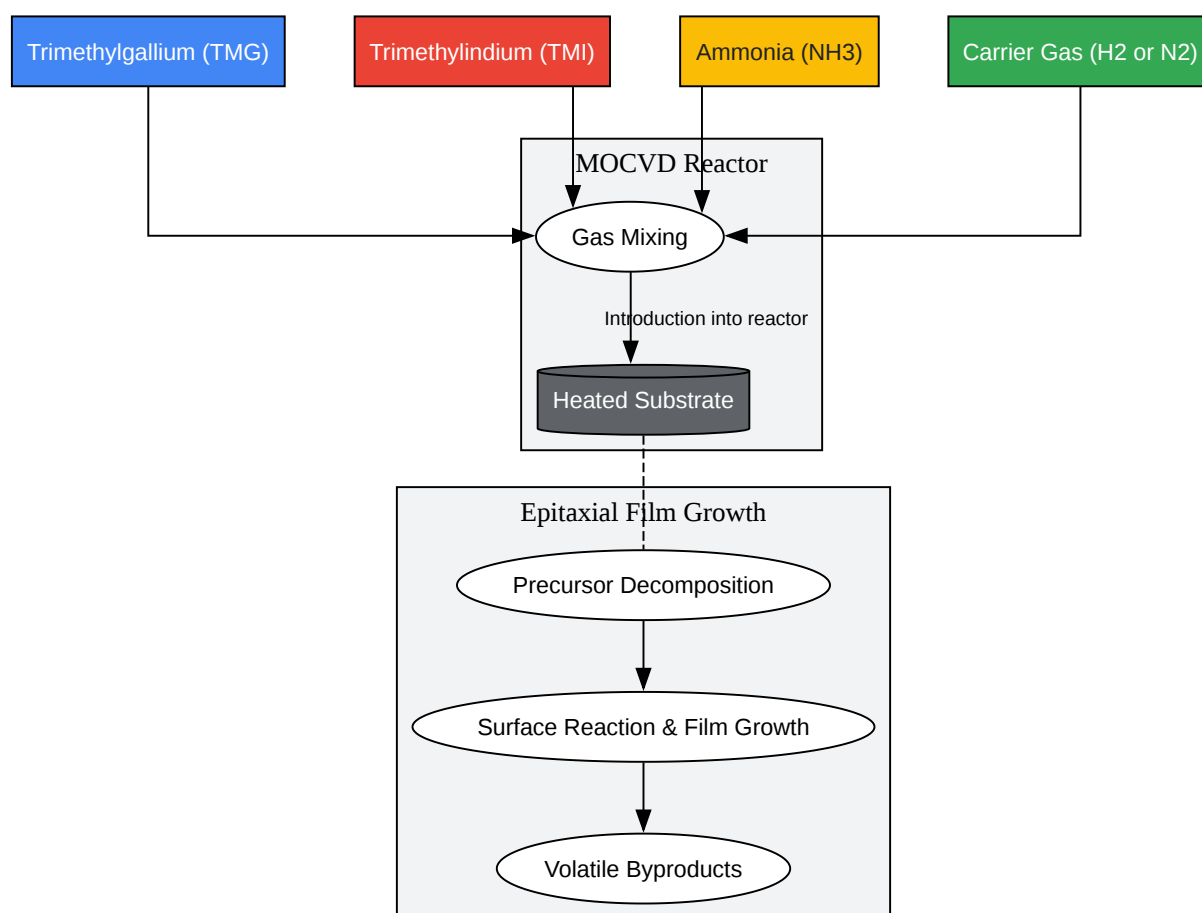 Trimethylgallium (TMG)
Trimethylindium (TMI)
Ammonia (NH3)
Carrier Gas (H2 or N2)
MOCVD Reactor
Gas Mixing
Introduction into reactor
Heated Substrate
Epitaxial Film Growth
Precursor Decomposition
Surface Reaction & Film Growth
Volatile Byproducts